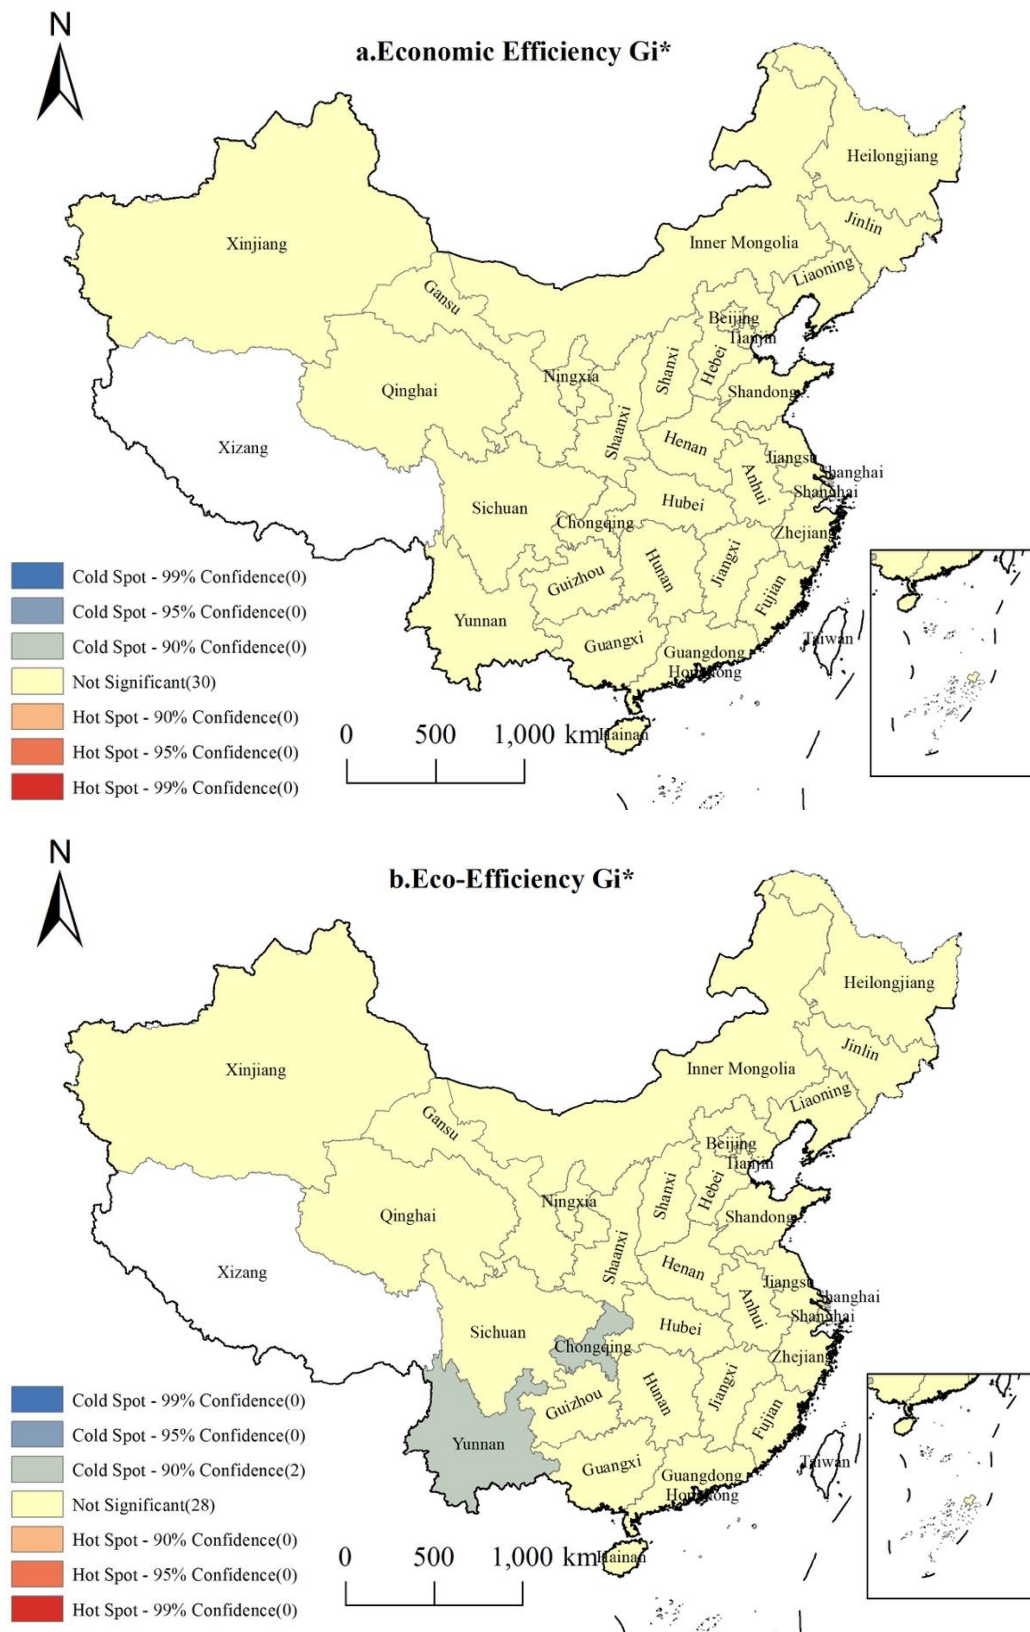 N
a.Economic Efficiency Gi*
Heilongjiang
Jinlin
Xinjiang
Inner Mongolia
Liaoning
Gansu
Beijing
Tianjin
Hebei
Shanxi
Ningxia
Qinghai
Shandong
Shaanxi
Henan
Xizang
Jiangsu
Shanghai
Anhui
Shanghai
Sichuan
Hubei
Chongqing
Zhejiang
Hunan
Jiangxi
Guizhou
Fujian
Yunnan
Guangxi
Taiwan
Guangdong
Hongkong
Hainan
Cold Spot - 99% Confidence(0)
Cold Spot - 95% Confidence(0)
Cold Spot - 90% Confidence(0)
Not Significant(30)
Hot Spot - 90% Confidence(0)
Hot Spot - 95% Confidence(0)
Hot Spot - 99% Confidence(0)
0 500 1,000 km
N
b.Eco-Efficiency Gi*
Heilongjiang
Jinlin
Xinjiang
Inner Mongolia
Liaoning
Gansu
Beijing
Tianjin
Hebei
Shanxi
Ningxia
Qinghai
Shandong
Shaanxi
Henan
Xizang
Jiangsu
Shanghai
Anhui
Shanghai
Sichuan
Hubei
Chongqing
Zhejiang
Hunan
Jiangxi
Guizhou
Fujian
Yunnan
Guangxi
Taiwan
Guangdong
Hongkong
Hainan
Cold Spot - 99% Confidence(0)
Cold Spot - 95% Confidence(0)
Cold Spot - 90% Confidence(2)
Not Significant(28)
Hot Spot - 90% Confidence(0)
Hot Spot - 95% Confidence(0)
Hot Spot - 99% Confidence(0)
0 500 1,000 km